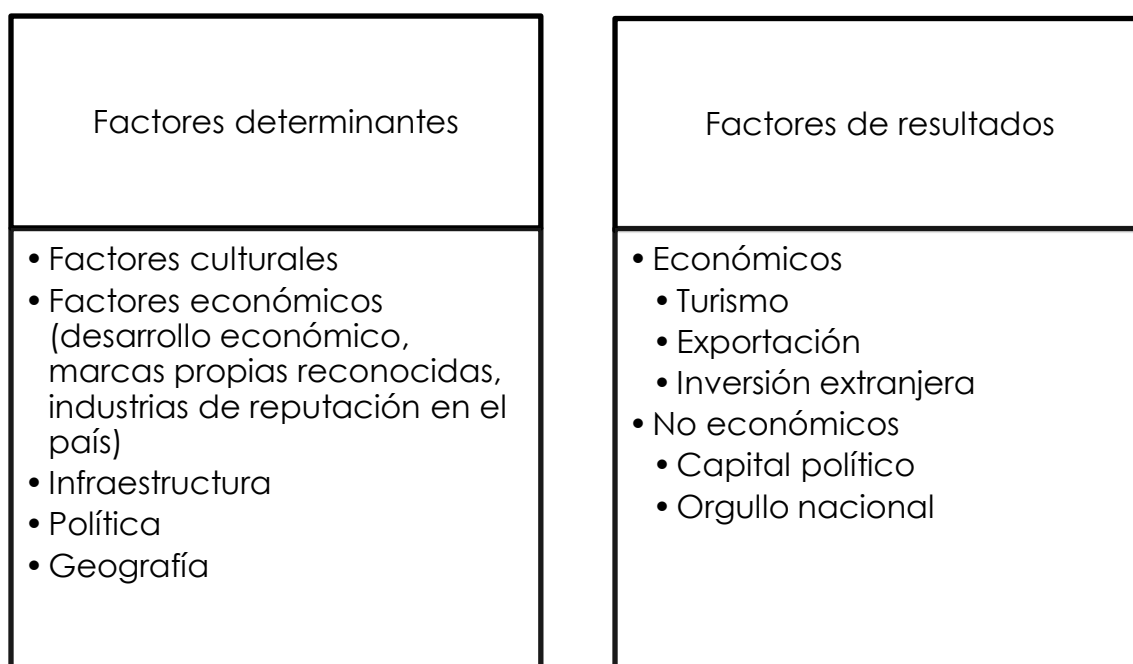 Factores determinantes
• Factores culturales
• Factores económicos
(desarrollo económico,
marcas propias reconocidas,
industrias de reputación en el
país)
• Infraestructura
• Política
• Geografía
Factores de resultados
• Económicos
• Turismo
• Exportación
• Inversión extranjera
• No económicos
• Capital político
• Orgullo nacional